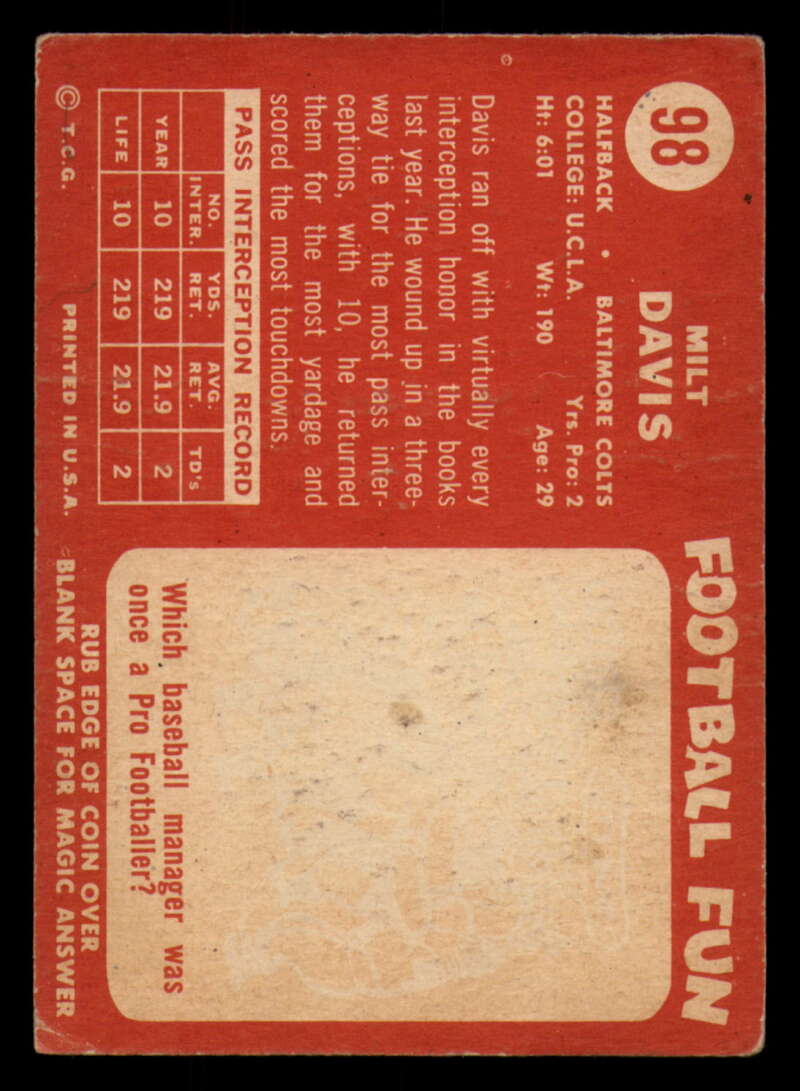 98
MILT
DAVIS
HALFBACK • BALTIMORE COLTS
COLLEGE: U.C.L.A. Yrs. Pro: 2
Ht: 6:01 Wt: 190 Age: 29
Davis ran off with virtually every
interception honor in the books
last year. He wound up in a three-
way tie for the most pass inter-
ceptions, with 10, he returned
them for the most yardage and
scored the most touchdowns.
PASS INTERCEPTION RECORD
NO. INTER. YDS. RET. AVG. RET. TD's
YEAR 10 219 21.9 2
LIFE 10 219 21.9 2
© T.C.G. PRINTED IN U.S.A.
FOOTBALL FUN
Which baseball manager was
once a Pro Footballer?
RUB EDGE OF COIN OVER
BLANK SPACE FOR MAGIC ANSWER